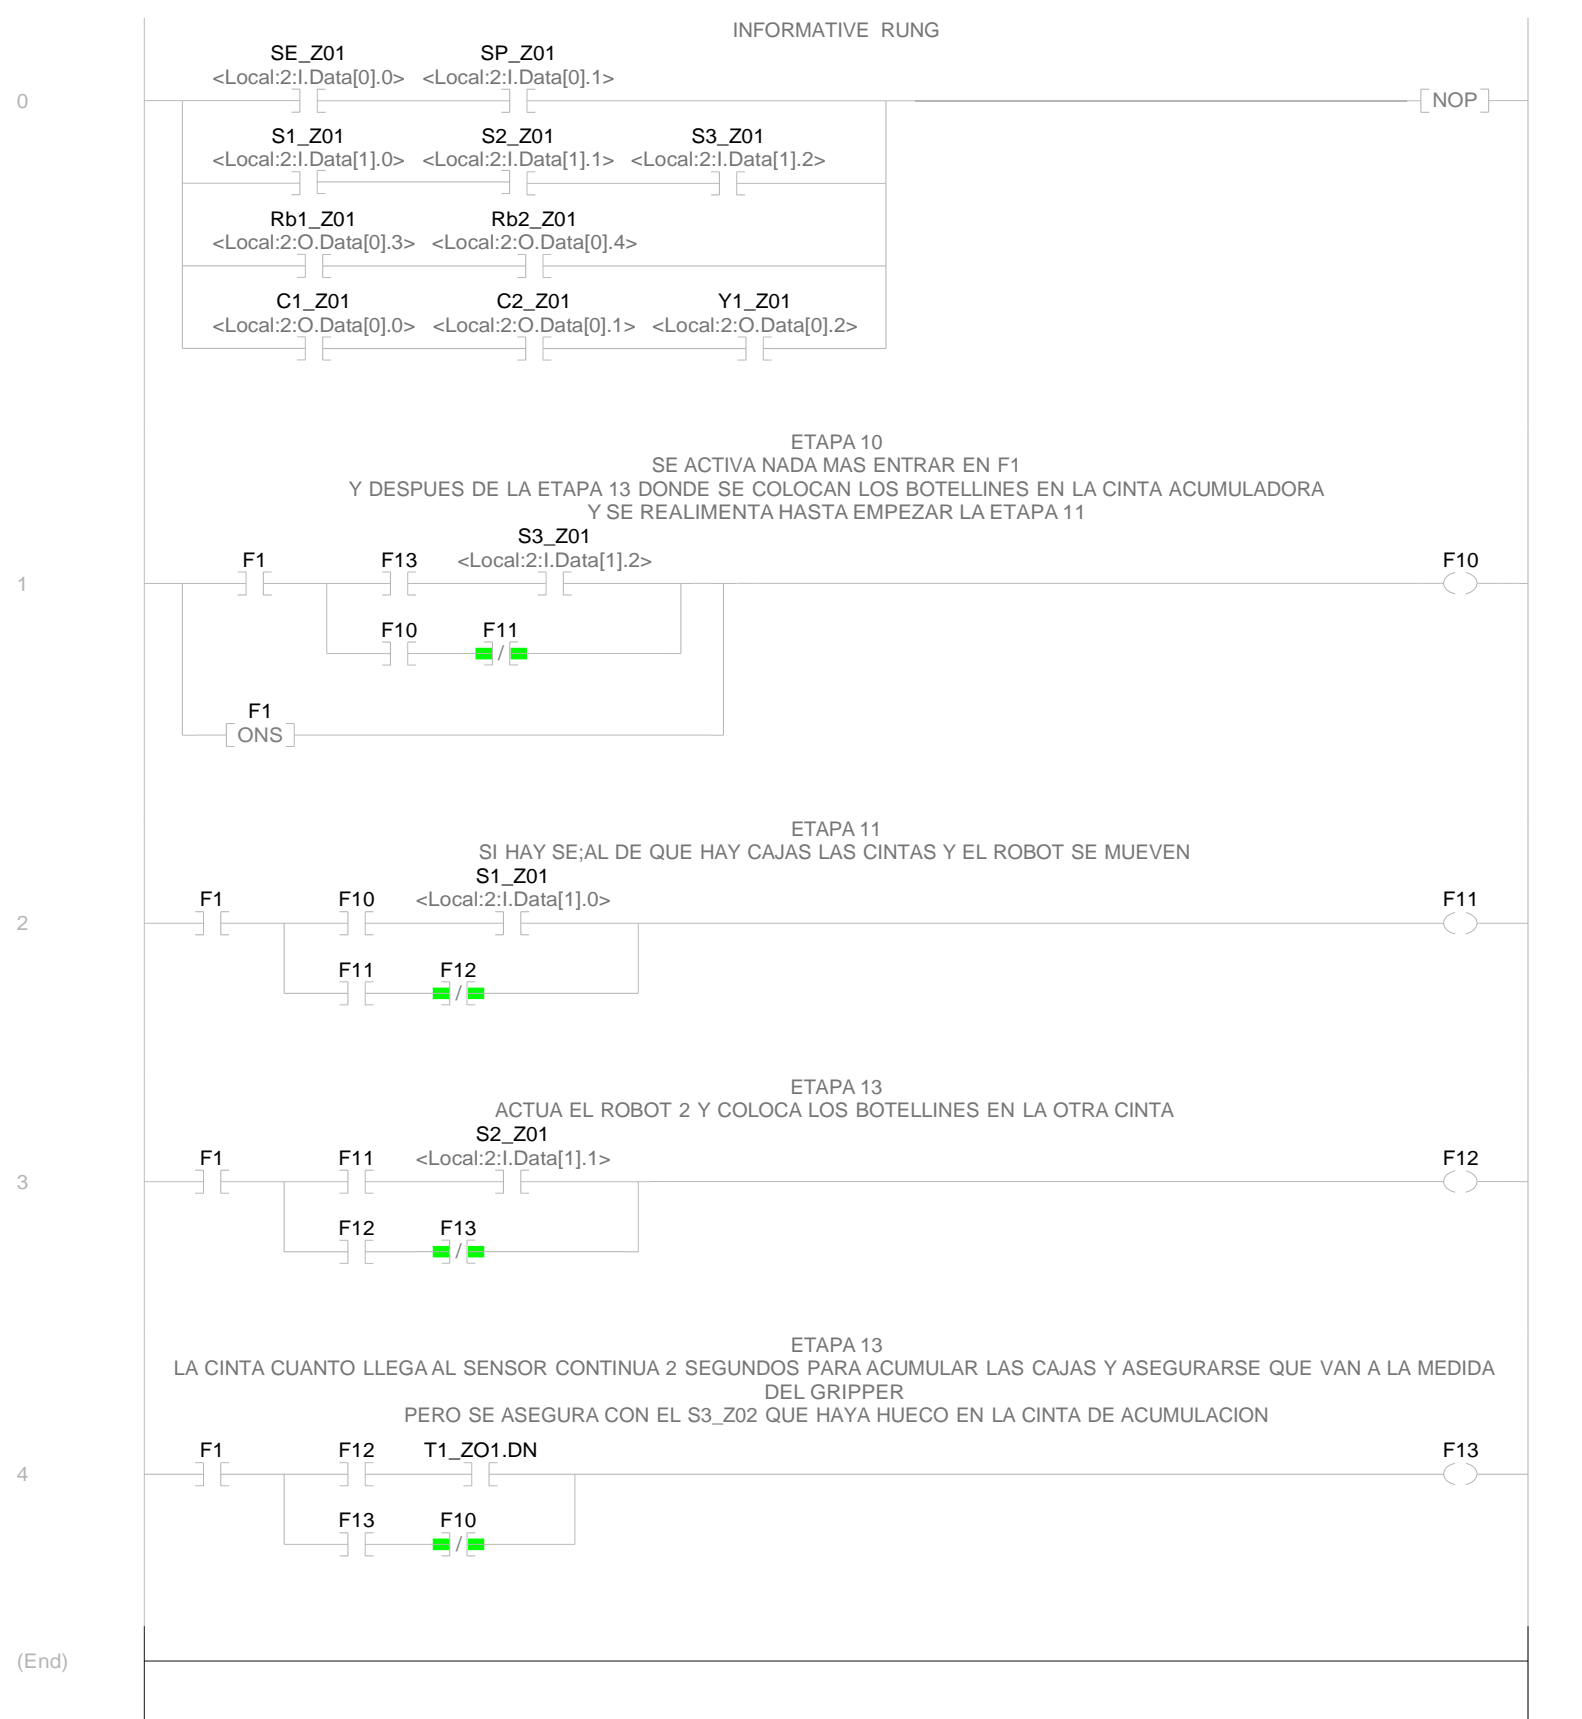 INFORMATIVE RUNG
SE_Z01 SP_Z01
<Local:2:I.Data[0].0> <Local:2:I.Data[0].1>
0 NOP
S1_Z01 S2_Z01 S3_Z01
<Local:2:I.Data[1].0> <Local:2:I.Data[1].1> <Local:2:I.Data[1].2>
Rb1_Z01 Rb2_Z01
<Local:2:O.Data[0].3> <Local:2:O.Data[0].4>
C1_Z01 C2_Z01 Y1_Z01
<Local:2:O.Data[0].0> <Local:2:O.Data[0].1> <Local:2:O.Data[0].2>
ETAPA 10
SE ACTIVA NADA MAS ENTRAR EN F1
Y DESPUES DE LA ETAPA 13 DONDE SE COLOCAN LOS BOTELLINES EN LA CINTA ACUMULADORA
Y SE REALIMENTA HASTA EMPEZAR LA ETAPA 11
S3_Z01
F1 F13 <Local:2:I.Data[1].2> F10
1
F10 F11
/
F1
ONS
ETAPA 11
SI HAY SE;AL DE QUE HAY CAJAS LAS CINTAS Y EL ROBOT SE MUEVEN
S1_Z01
F1 F10 <Local:2:I.Data[1].0> F11
2
F11 F12
/
ETAPA 13
ACTUA EL ROBOT 2 Y COLOCA LOS BOTELLINES EN LA OTRA CINTA
S2_Z01
F1 F11 <Local:2:I.Data[1].1> F12
3
F12 F13
/
ETAPA 13
LA CINTA CUANTO LLEGA AL SENSOR CONTINUA 2 SEGUNDOS PARA ACUMULAR LAS CAJAS Y ASEGURARSE QUE VAN A LA MEDIDA
DEL GRIPPER
PERO SE ASEGURA CON EL S3_Z02 QUE HAYA HUECO EN LA CINTA DE ACUMULACION
F1 F12 T1_ZO1.DN F13
4
F13 F10
/
(End)